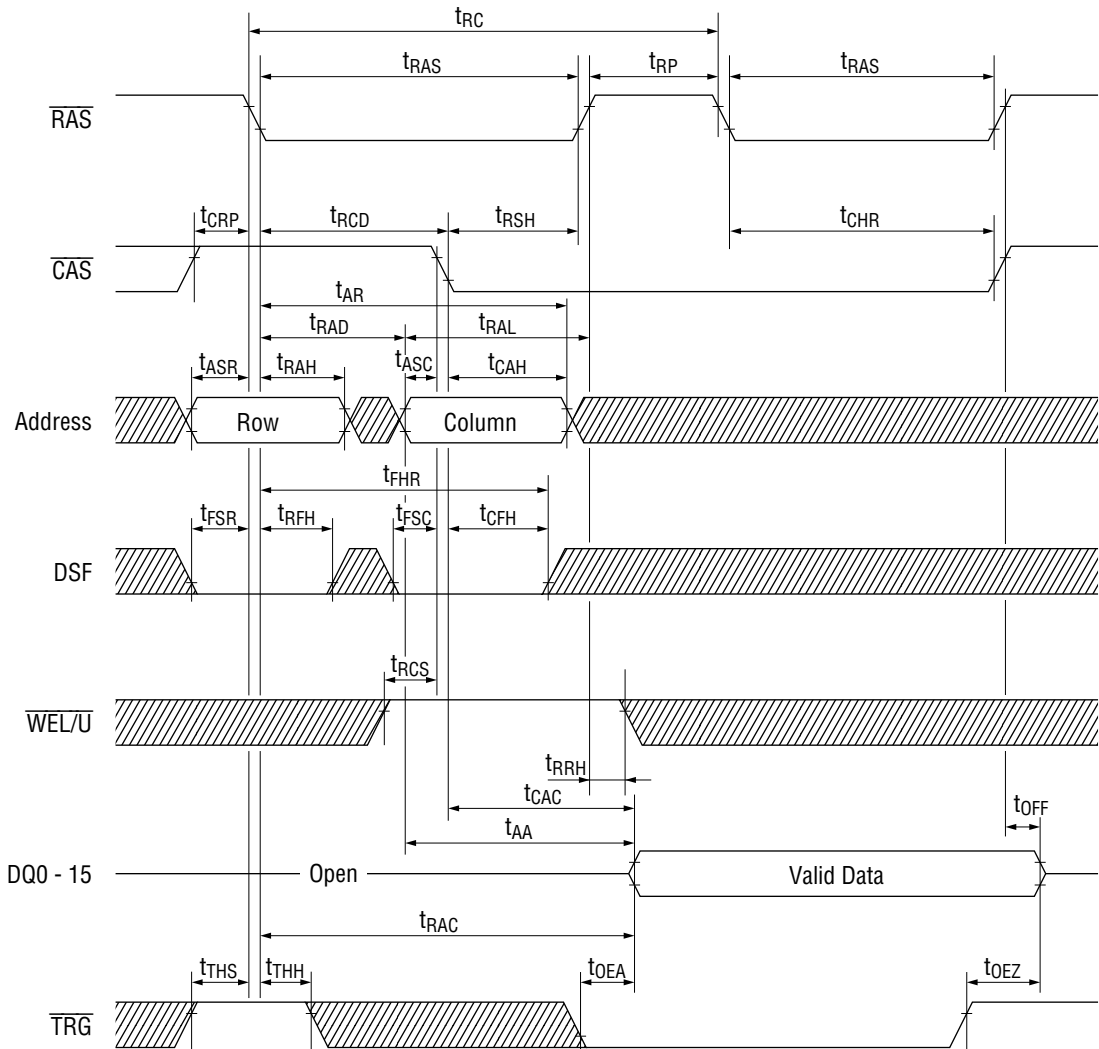 tRC
tRAS tRP tRAS
RAS
tCRP tRCD tRSH tCHR
CAS
tAR
tRAD tRAL
tASR tRAH tASC tCAH
Address Row Column
tFHR
tFSR tRFH tFSC tCFH
DSF
tRCS
WEL/U
tRRH
tCAC tOFF
tAA
DQ0 - 15 Open Valid Data
tRAC
tTHS tTHH tOEA tOEZ
TRG